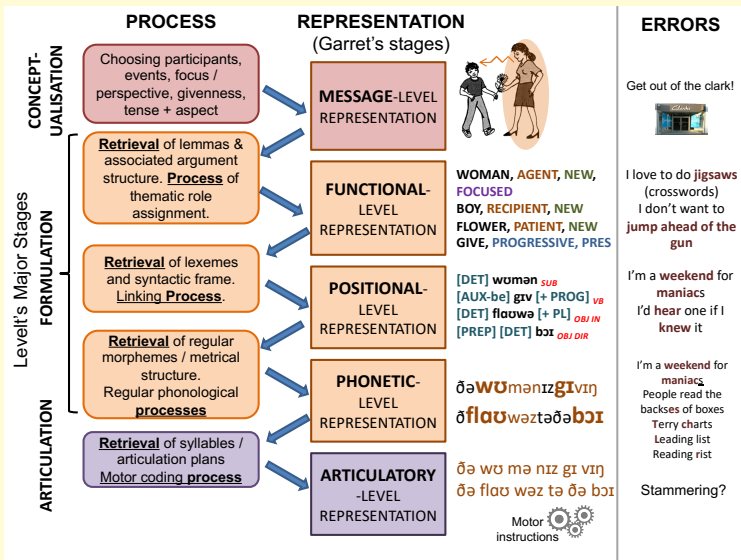 PROCESS
REPRESENTATION
(Garret's stages)
ERRORS
Levelt's Major Stages
CONCEPT-
UALISATION
FORMULATION
ARTICULATION
Choosing participants,
events, focus /
perspective, givenness,
tense + aspect
MESSAGE-LEVEL
REPRESENTATION
Get out of the clark!
Clarks
Retrieval of lemmas &
associated argument
structure. Process of
thematic role
assignment.
FUNCTIONAL-
LEVEL
REPRESENTATION
WOMAN, AGENT, NEW,
FOCUSED
BOY, RECIPIENT, NEW
FLOWER, PATIENT, NEW
GIVE, PROGRESSIVE, PRES
I love to do jigsaws
(crosswords)
I don't want to
jump ahead of the
gun
Retrieval of lexemes
and syntactic frame.
Linking Process.
POSITIONAL-
LEVEL
REPRESENTATION
[DET] wʊmən SUB
[AUX-be] gɪv [+ PROG] VB
[DET] flaʊwə [+ PL] OBJ IN
[PREP] [DET] bɔɪ OBJ DIR
I'm a weekend for
maniacs
I'd hear one if I
knew it
Retrieval of regular
morphemes / metrical
structure.
Regular phonological
processes
PHONETIC-
LEVEL
REPRESENTATION
ðəwʊmənɪzgɪvɪŋ
ðflaʊwəztəðəbɔɪ
I'm a weekend for
maniacs
People read the
backses of boxes
Terry charts
Leading list
Reading rist
Retrieval of syllables /
articulation plans
Motor coding process
ARTICULATORY
-LEVEL
REPRESENTATION
ðə wʊ mə nɪz gɪ vɪŋ
ðə flaʊ wəz tə ðə bɔɪ
Motor
instructions
Stammering?